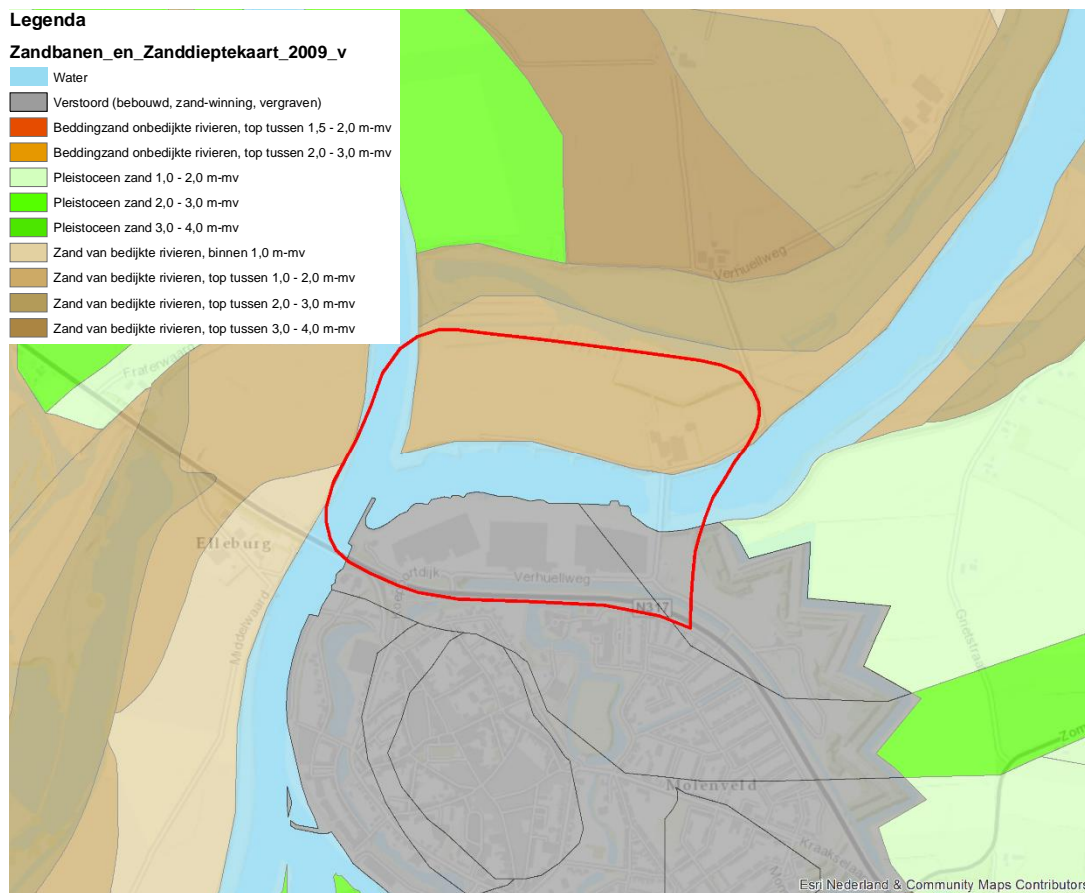 Legenda
Zandbanen_en_Zanddieptekaart_2009_v
Water
Verstoord (bebouwd, zand-winning, vergraven)
Beddingzand onbedijkte rivieren, top tussen 1,5 - 2,0 m-mv
Beddingzand onbedijkte rivieren, top tussen 2,0 - 3,0 m-mv
Pleistoceen zand 1,0 - 2,0 m-mv
Pleistoceen zand 2,0 - 3,0 m-mv
Pleistoceen zand 3,0 - 4,0 m-mv
Zand van bedijkte rivieren, binnen 1,0 m-mv
Zand van bedijkte rivieren, top tussen 1,0 - 2,0 m-mv
Zand van bedijkte rivieren, top tussen 2,0 - 3,0 m-mv
Zand van bedijkte rivieren, top tussen 3,0 - 4,0 m-mv
Verhuellweg
Fraterwaard
Elleburg
Verhuellweg
N317
Middelwaard
Grietstraat
Zom
Molenveld
Kraakse
Esri Nederland & Community Maps Contributors